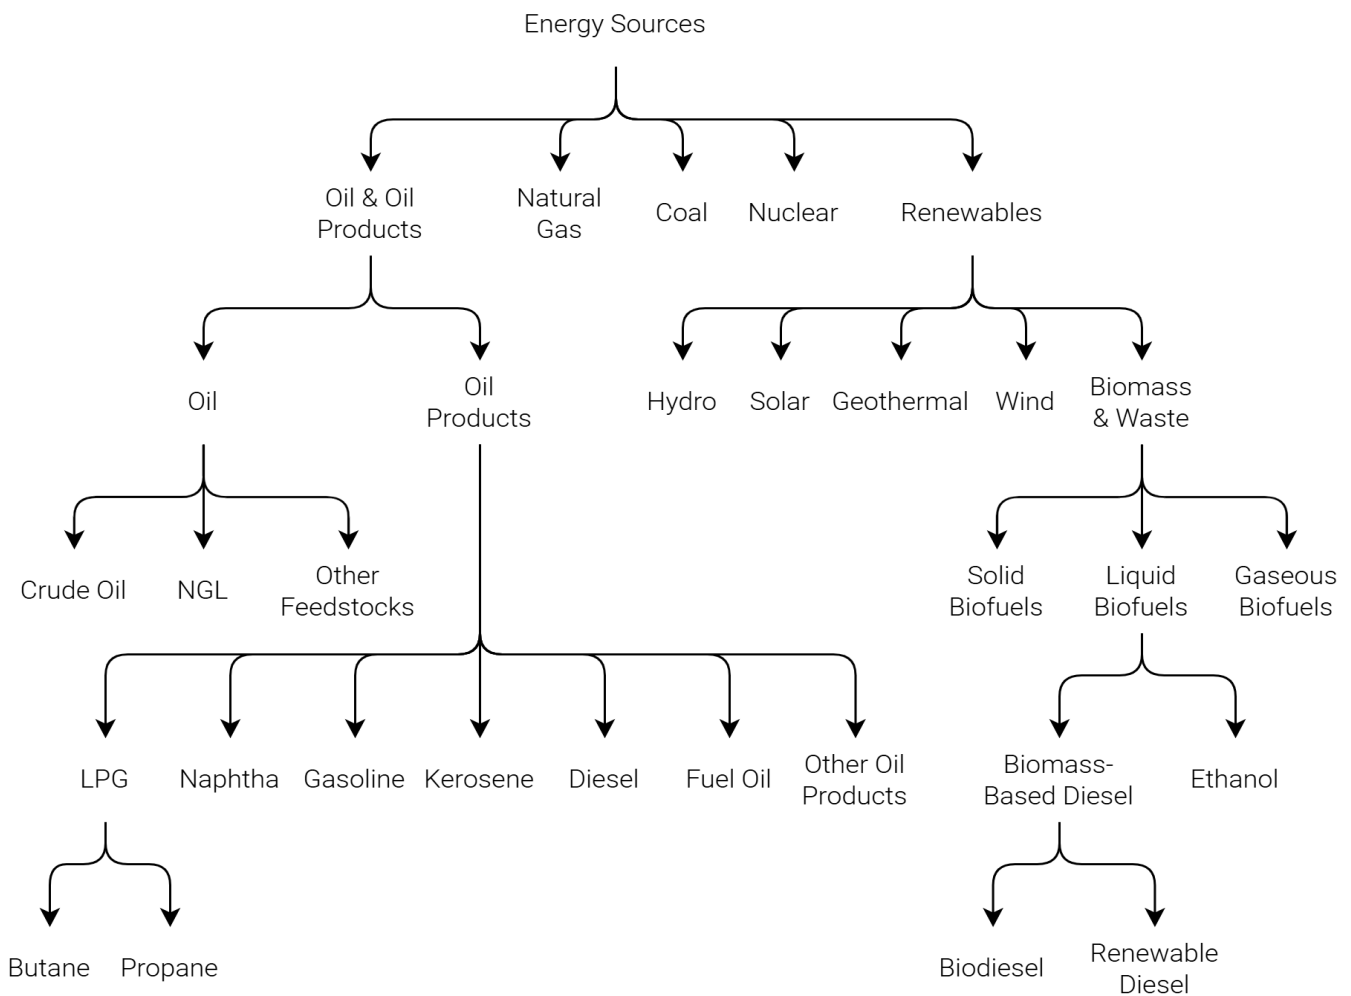 Energy Sources
Oil & Oil
Products
Natural
Gas
Coal
Nuclear
Renewables
Oil
Oil
Products
Hydro
Solar
Geothermal
Wind
Biomass
& Waste
Crude Oil
NGL
Other
Feedstocks
Solid
Biofuels
Liquid
Biofuels
Gaseous
Biofuels
LPG
Naphtha
Gasoline
Kerosene
Diesel
Fuel Oil
Other Oil
Products
Biomass-
Based Diesel
Ethanol
Butane
Propane
Biodiesel
Renewable
Diesel